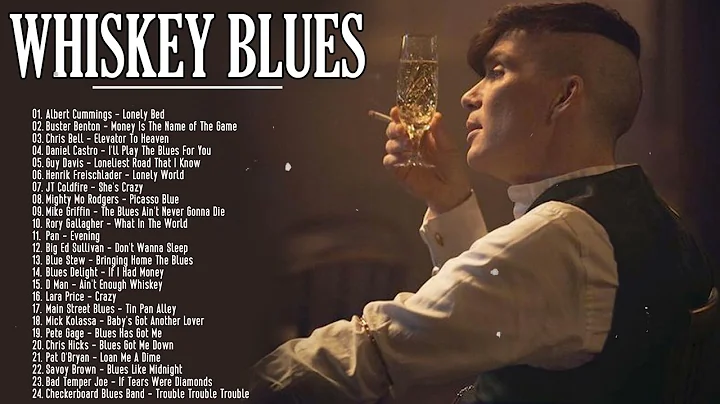 WHISKEY BLUES
01. Albert Cummings - Lonely Bed
02. Buster Benton - Money Is The Name of The Game
03. Chris Bell - Elevator To Heaven
04. Daniel Castro - I'll Play The Blues For You
05. Guy Davis - Loneliest Road That I Know
06. Henrik Freischlader - Lonely World
07. JT Coldfire - She's Crazy
08. Mighty Mo Rodgers - Picasso Blue
09. Mike Griffin - The Blues Ain't Never Gonna Die
10. Rory Gallagher - What In The World
11. Pan - Evening
12. Big Ed Sullivan - Don't Wanna Sleep
13. Blue Stew - Bringing Home The Blues
14. Blues Delight - If I Had Money
15. D Man - Ain't Enough Whiskey
16. Lara Price - Crazy
17. Main Street Blues - Tin Pan Alley
18. Mick Kolassa - Baby's Got Another Lover
19. Pete Gage - Blues Has Got Me
20. Chris Hicks - Blues Got Me Down
21. Pat O'Bryan - Loan Me A Dime
22. Savoy Brown - Blues Like Midnight
23. Bad Temper Joe - If Tears Were Diamonds
24. Checkerboard Blues Band - Trouble Trouble Trouble